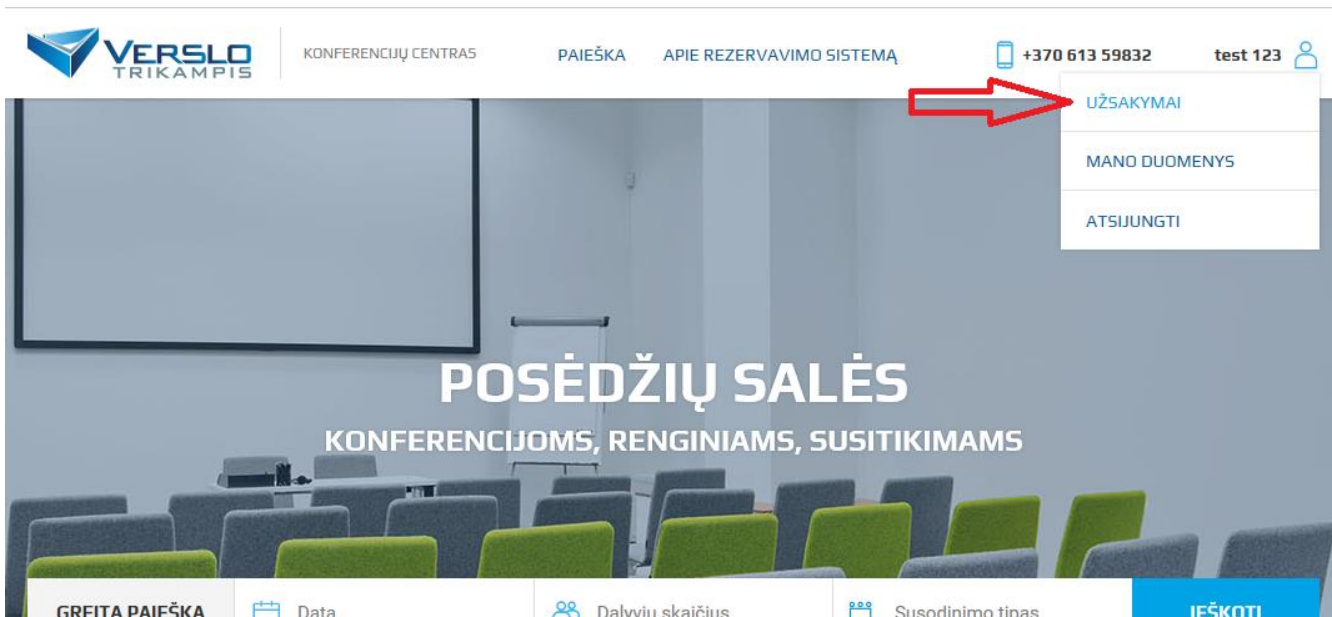 VERSLO
TRIKAMPIS
KONFERENCIJŲ CENTRAS
PAIEŠKA
APIE REZERVAVIMO SISTEMĄ
+370 613 59832
test 123
UŽSAKYMAI
MANO DUOMENYS
ATSIJUNGTI
POSĖDŽIŲ SALĖS
KONFERENCIJOMS, RENGINIAMS, SUSITIKIMAMS
GREITA PAIEŠKA
Data
Dalyvių skaičius
Susodinimo tipas
IEŠKOTI